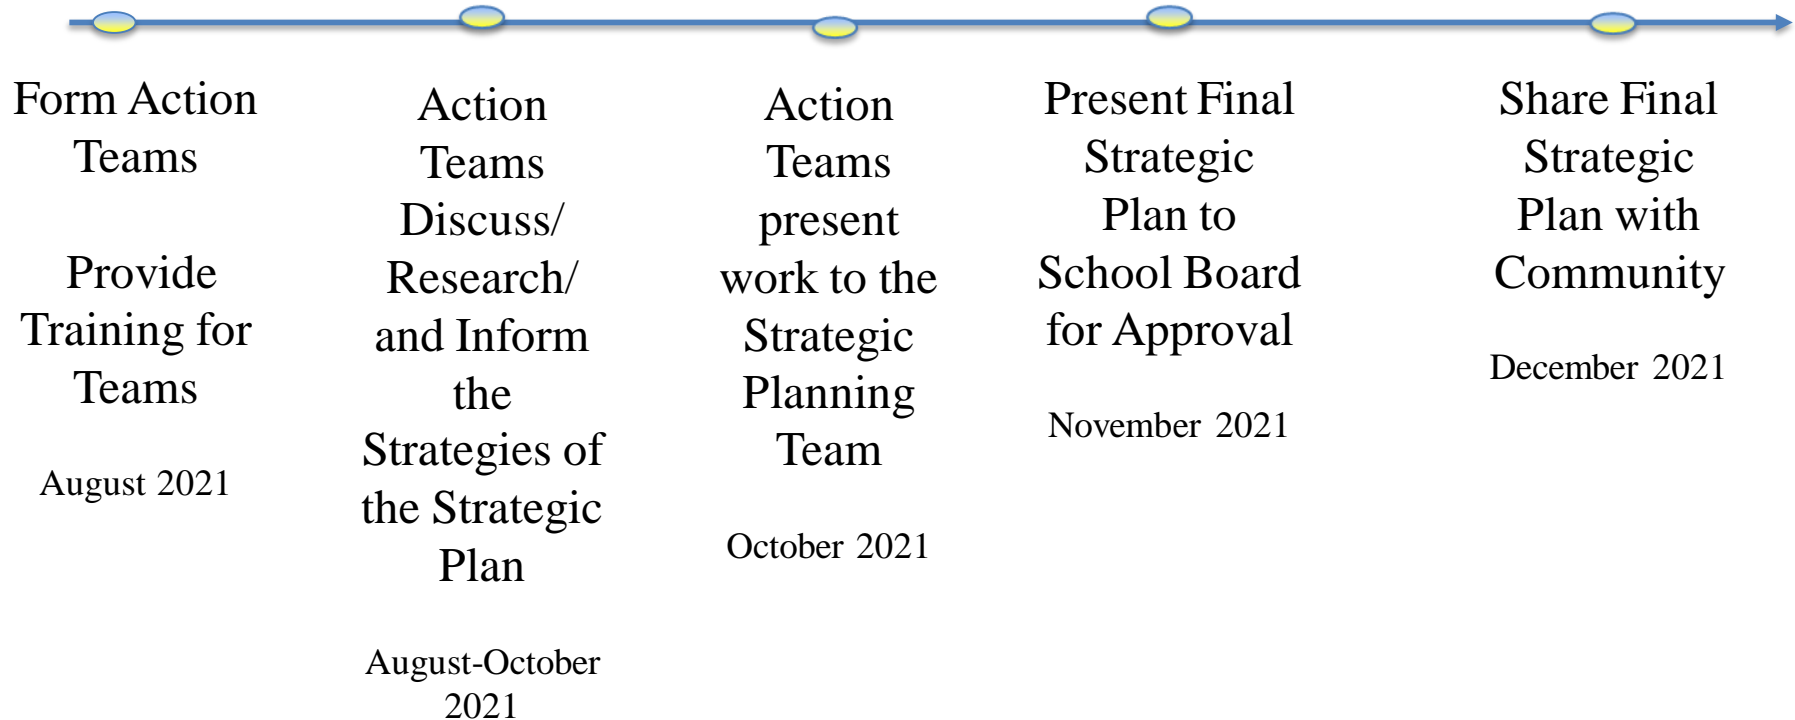 Form Action
Teams
Provide
Training for
Teams
August 2021
Action
Teams
Discuss/
Research/
and Inform
the
Strategies of
the Strategic
Plan
August-October
2021
Action
Teams
present
work to the
Strategic
Planning
Team
October 2021
Present Final
Strategic
Plan to
School Board
for Approval
November 2021
Share Final
Strategic
Plan with
Community
December 2021